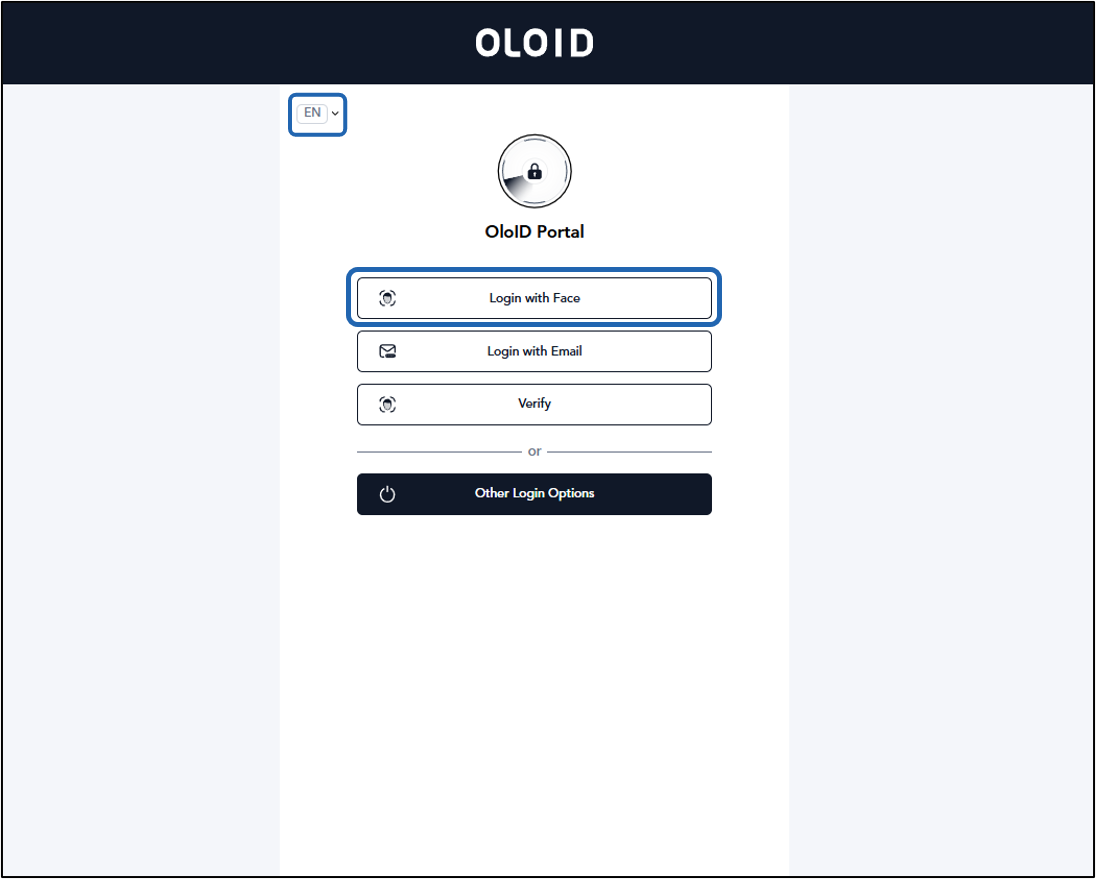 OLOID
EN
OloID Portal
Login with Face
Login with Email
Verify
or
Other Login Options